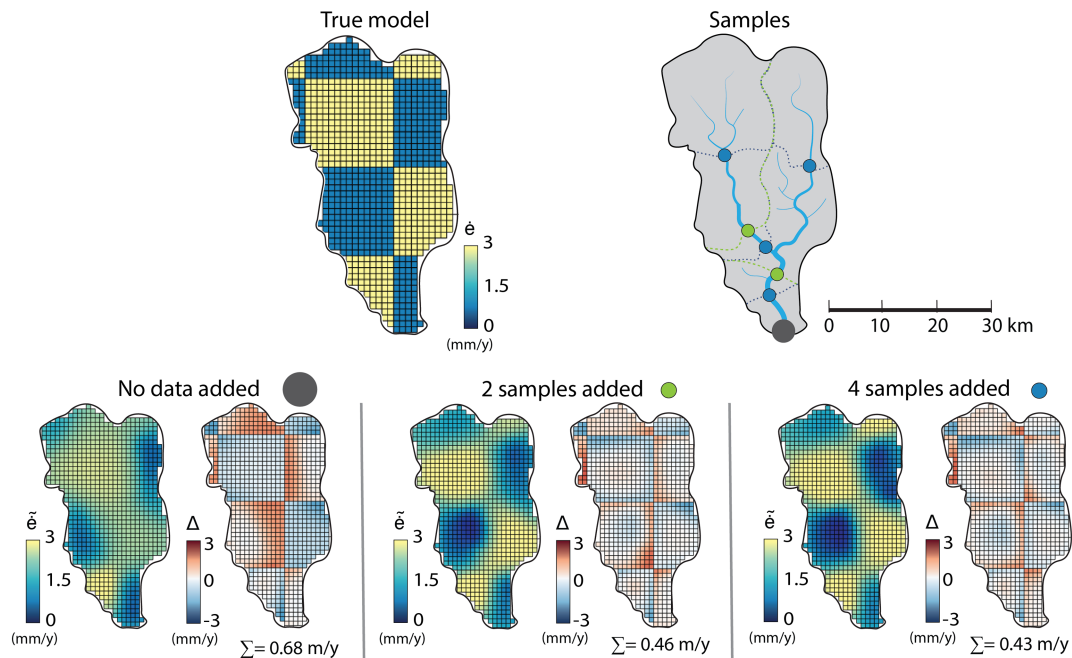 True model
Samples
ė
3
1.5
0
(mm/y)
0 10 20 30 km
No data added
2 samples added
4 samples added
ẽ̇
3
1.5
0
(mm/y)
Δ
3
0
-3
(mm/y)
∑= 0.68 m/y
ẽ̇
3
1.5
0
(mm/y)
Δ
3
0
-3
(mm/y)
∑= 0.46 m/y
ẽ̇
3
1.5
0
(mm/y)
Δ
3
0
-3
(mm/y)
∑= 0.43 m/y